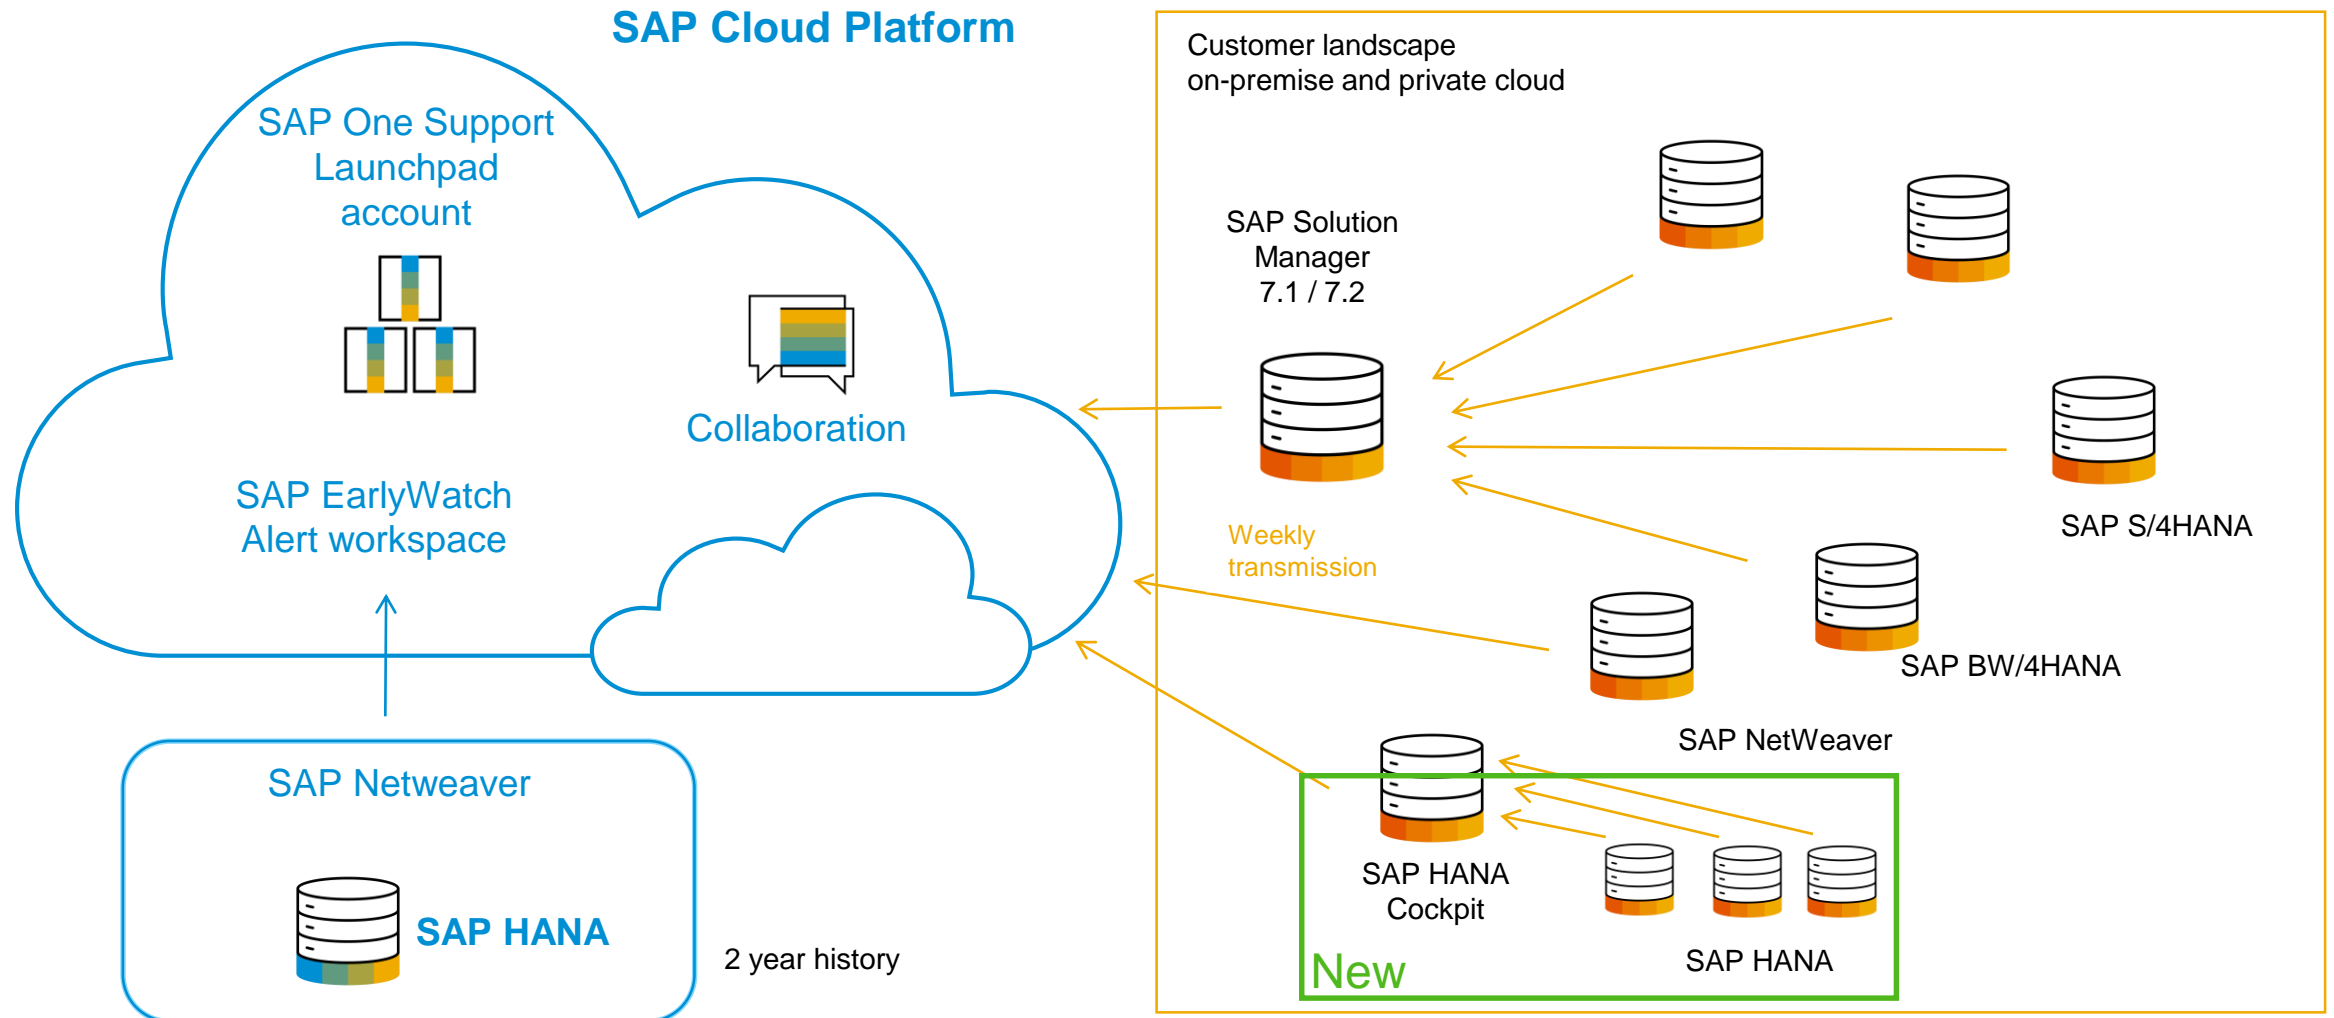 SAP Cloud Platform
SAP One Support
Launchpad
account
Collaboration
SAP EarlyWatch
Alert workspace
SAP Netweaver
SAP HANA
2 year history
Customer landscape
on-premise and private cloud
SAP Solution
Manager
7.1 / 7.2
Weekly
transmission
SAP S/4HANA
SAP BW/4HANA
SAP NetWeaver
SAP HANA
Cockpit
SAP HANA
New